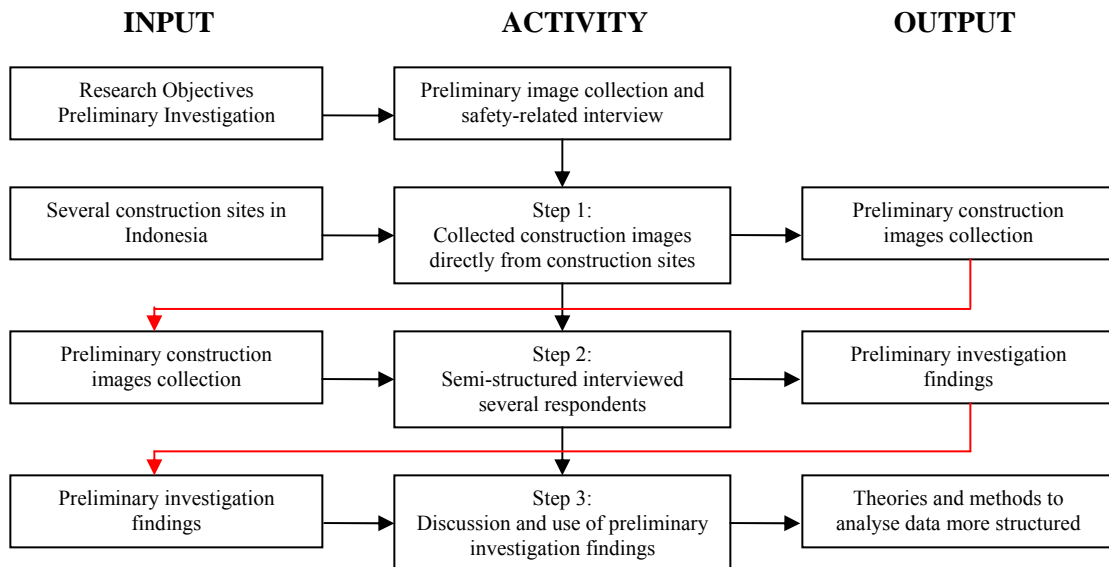 INPUT
ACTIVITY
OUTPUT
Research Objectives
Preliminary Investigation
Preliminary image collection and
safety-related interview
Several construction sites in
Indonesia
Step 1:
Collected construction images
directly from construction sites
Preliminary construction
images collection
Preliminary construction
images collection
Step 2:
Semi-structured interviewed
several respondents
Preliminary investigation
findings
Preliminary investigation
findings
Step 3:
Discussion and use of preliminary
investigation findings
Theories and methods to
analyse data more structured